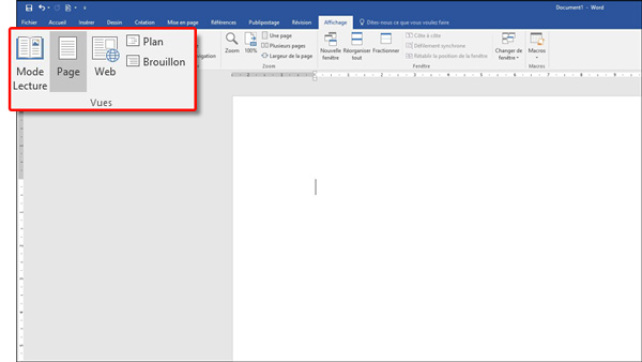 Document1 - Word
Fichier Accueil Insérer Dessin Création Mise en page Références Publipostage Révision Affichage Dites-nous ce que vous voulez faire
Mode
Lecture
Page
Web
Plan
Brouillon
Vues
Zoom
100%
Une page
Plusieurs pages
Largeur de la page
Zoom
Nouvelle
fenêtre
Réorganiser
tout
Fractionner
Côte à côte
Défilement synchrone
Rétablir la position de la fenêtre
Changer de
fenêtre
Fenêtre
Macros
Macros